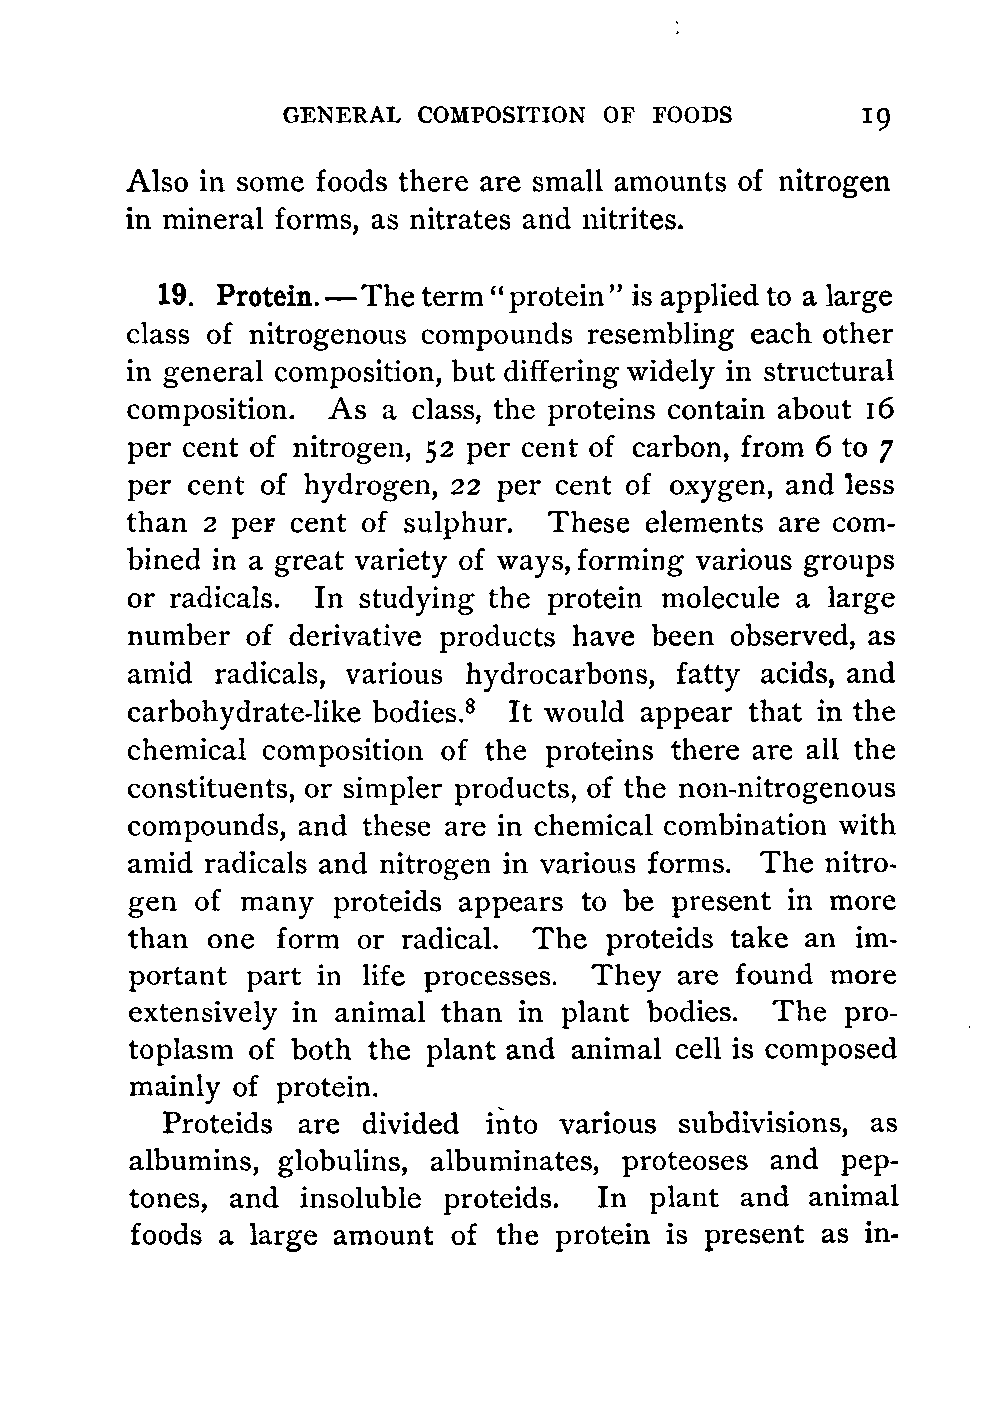 GENERAL COMPOSITION OF FOODS 19
Also in some foods there are small amounts of nitrogen
in mineral forms, as nitrates and nitrites.
19. Protein.—The term "protein" is applied to a large
class of nitrogenous compounds resembling each other
in general composition, but differing widely in structural
composition. As a class, the proteins contain about 16
per cent of nitrogen, 52 per cent of carbon, from 6 to 7
per cent of hydrogen, 22 per cent of oxygen, and less
than 2 per cent of sulphur. These elements are com-
bined in a great variety of ways, forming various groups
or radicals. In studying the protein molecule a large
number of derivative products have been observed, as
amid radicals, various hydrocarbons, fatty acids, and
carbohydrate-like bodies.⁸ It would appear that in the
chemical composition of the proteins there are all the
constituents, or simpler products, of the non-nitrogenous
compounds, and these are in chemical combination with
amid radicals and nitrogen in various forms. The nitro-
gen of many proteids appears to be present in more
than one form or radical. The proteids take an im-
portant part in life processes. They are found more
extensively in animal than in plant bodies. The pro-
toplasm of both the plant and animal cell is composed
mainly of protein.
Proteids are divided into various subdivisions, as
albumins, globulins, albuminates, proteoses and pep-
tones, and insoluble proteids. In plant and animal
foods a large amount of the protein is present as in-